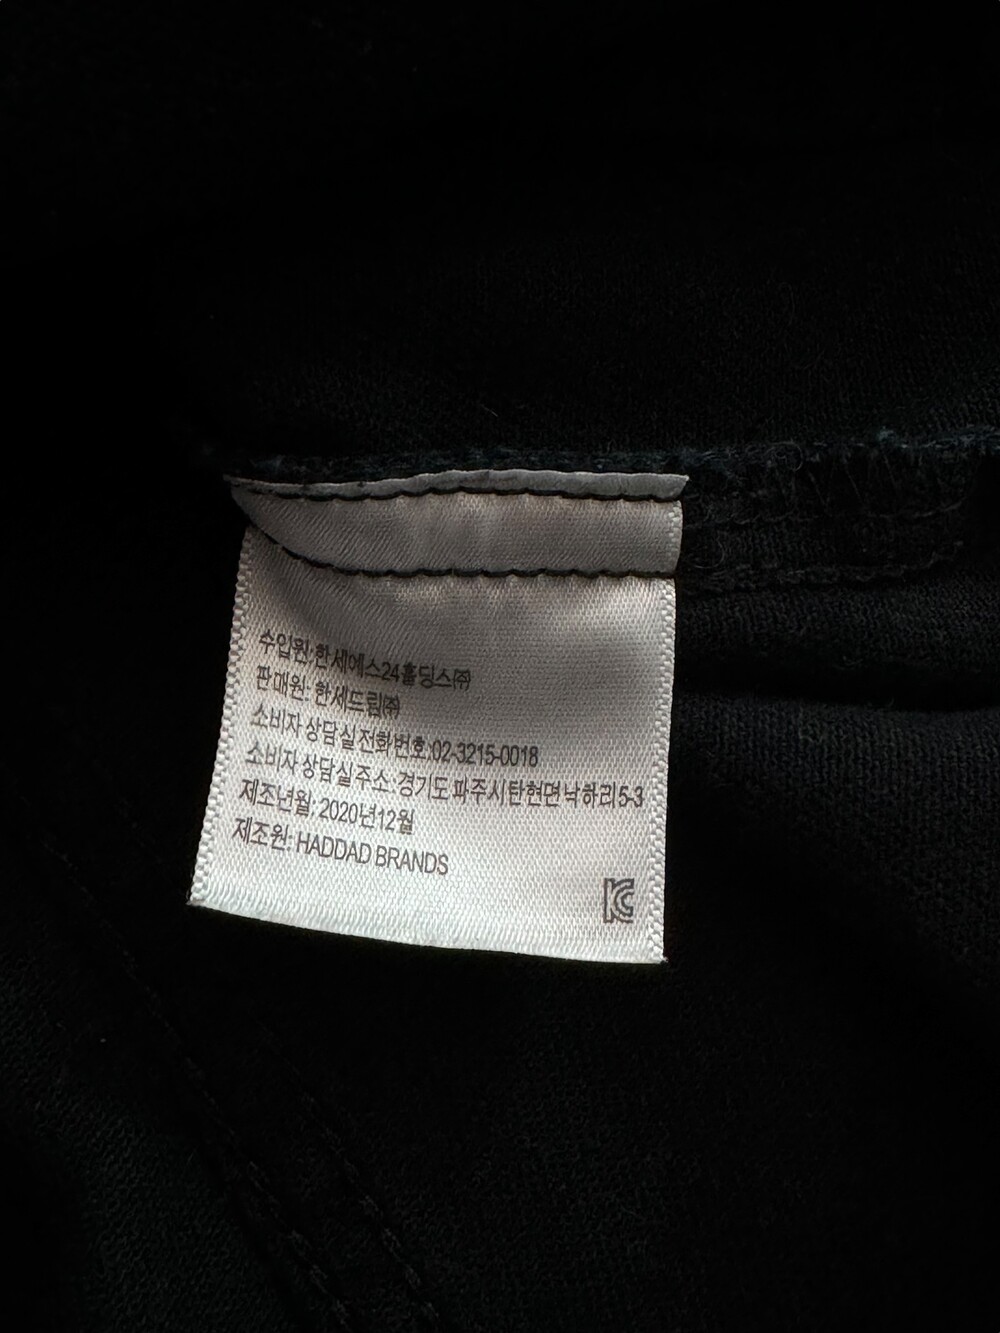 수입원:한세예스24홀딩스㈜
판매원: 한세드림㈜
소비자 상담실 전화번호:02-3215-0018
소비자 상담실 주소: 경기도 파주시 탄현면 낙하리 5-3
제조년월: 2020년12월
제조원: HADDAD BRANDS
KC